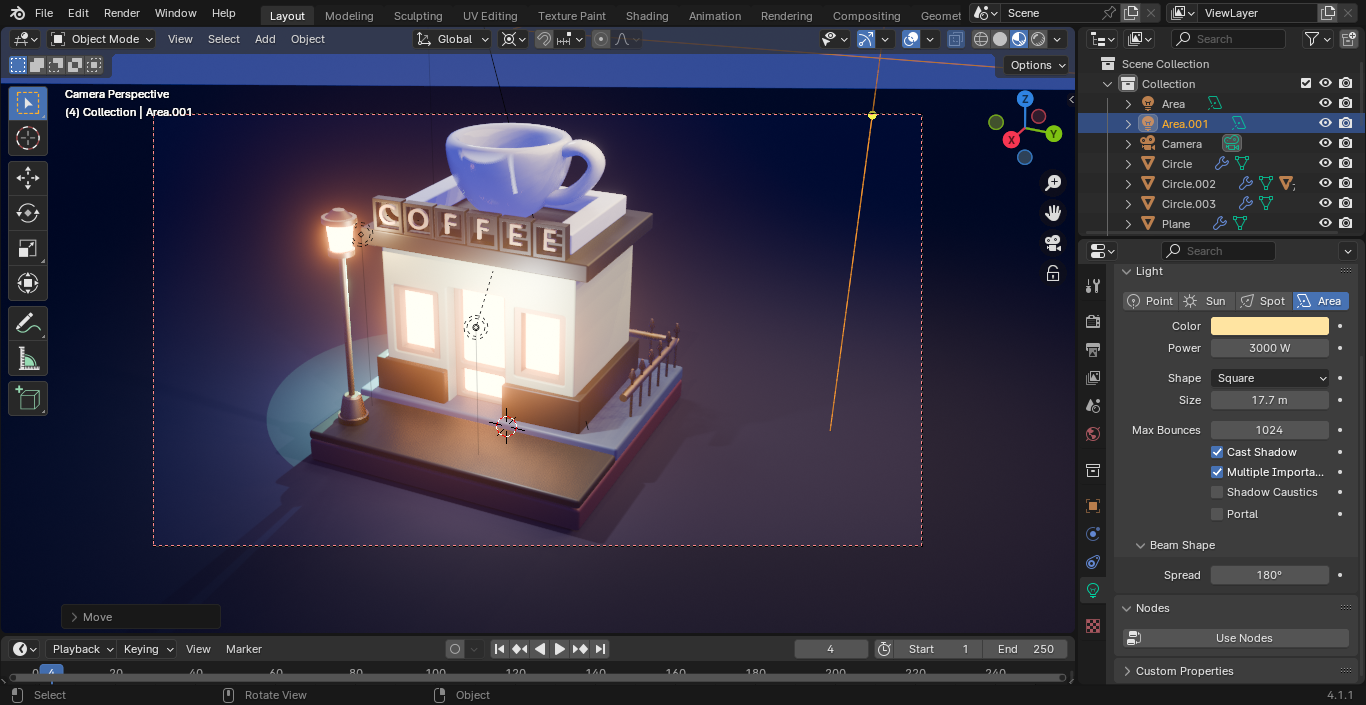 File Edit Render Window Help Layout Modeling Sculpting UV Editing Texture Paint Shading Animation Rendering Compositing Geomet Scene ViewLayer
Object Mode View Select Add Object Global Search
Options
Camera Perspective
(4) Collection | Area.001
Z
Y
X
COFFEE
Move
Scene Collection
Collection
Area
Area.001
Camera
Circle
Circle.002
Circle.003
Plane
Search
Light
Point Sun Spot Area
Color
Power 3000 W
Shape Square
Size 17.7 m
Max Bounces 1024
Cast Shadow
Multiple Importa...
Shadow Caustics
Portal
Beam Shape
Spread 180°
Nodes
Use Nodes
Custom Properties
Playback Keying View Marker 4 Start 1 End 250
0 4 20 40 60 80 100 120 140 160 180 200 220 240
Select Rotate View Object 4.1.1